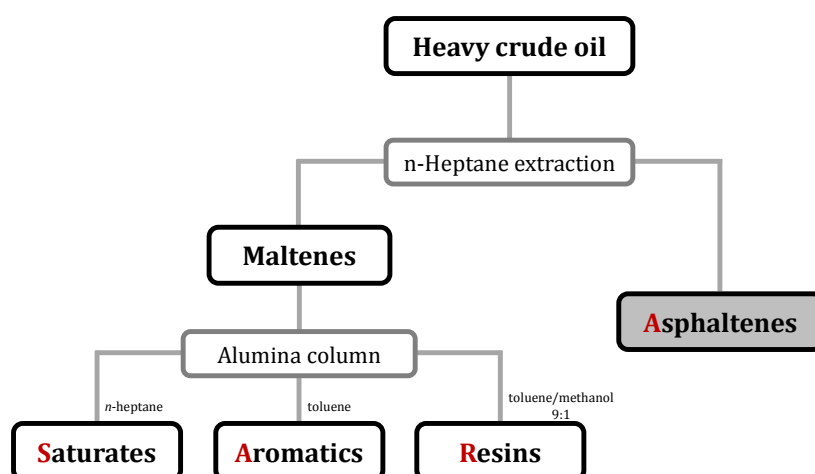 Heavy crude oil
n-Heptane extraction
Maltenes
Asphaltenes
Alumina column
n-heptane
toluene
toluene/methanol
9:1
Saturates
Aromatics
Resins